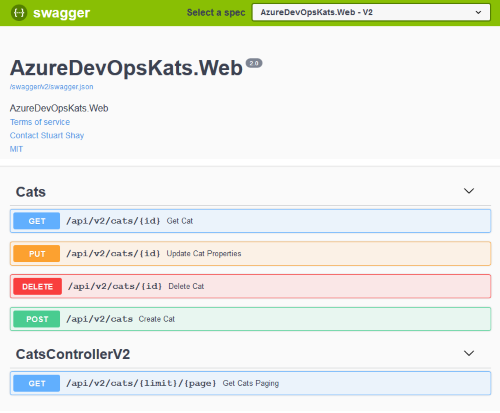 {···} swagger Select a spec AzureDevOpsKats.Web - V2
AzureDevOpsKats.Web 2.0
/swagger/v2/swagger.json
AzureDevOpsKats.Web
Terms of service
Contact Stuart Shay
MIT
Cats
GET /api/v2/cats/{id} Get Cat
PUT /api/v2/cats/{id} Update Cat Properties
DELETE /api/v2/cats/{id} Delete Cat
POST /api/v2/cats Create Cat
CatsControllerV2
GET /api/v2/cats/{limit}/{page} Get Cats Paging